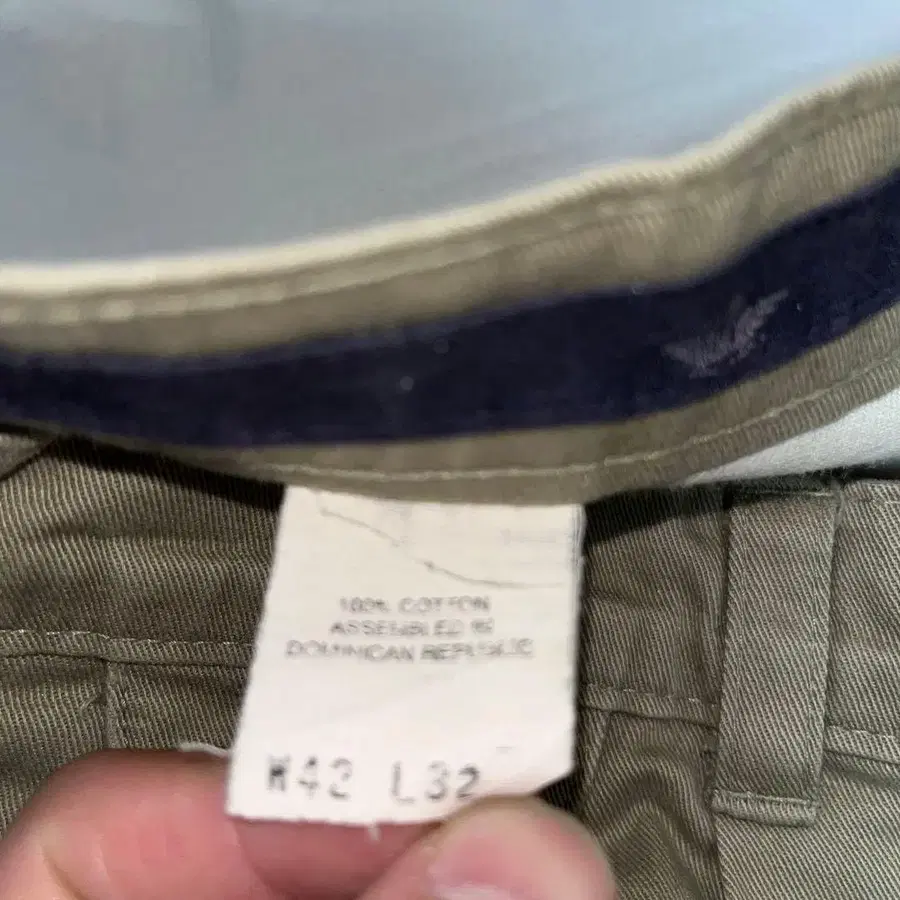 100% COTTON
ASSEMBLED IN
DOMINICAN REPUBLIC
W42 L32